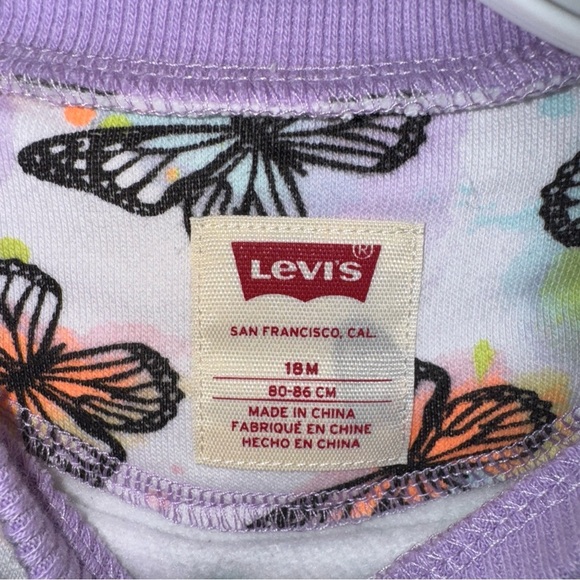 Levi's®
SAN FRANCISCO, CAL.
18M
80-86 CM
MADE IN CHINA
FABRIQUÉ EN CHINE
HECHO EN CHINA